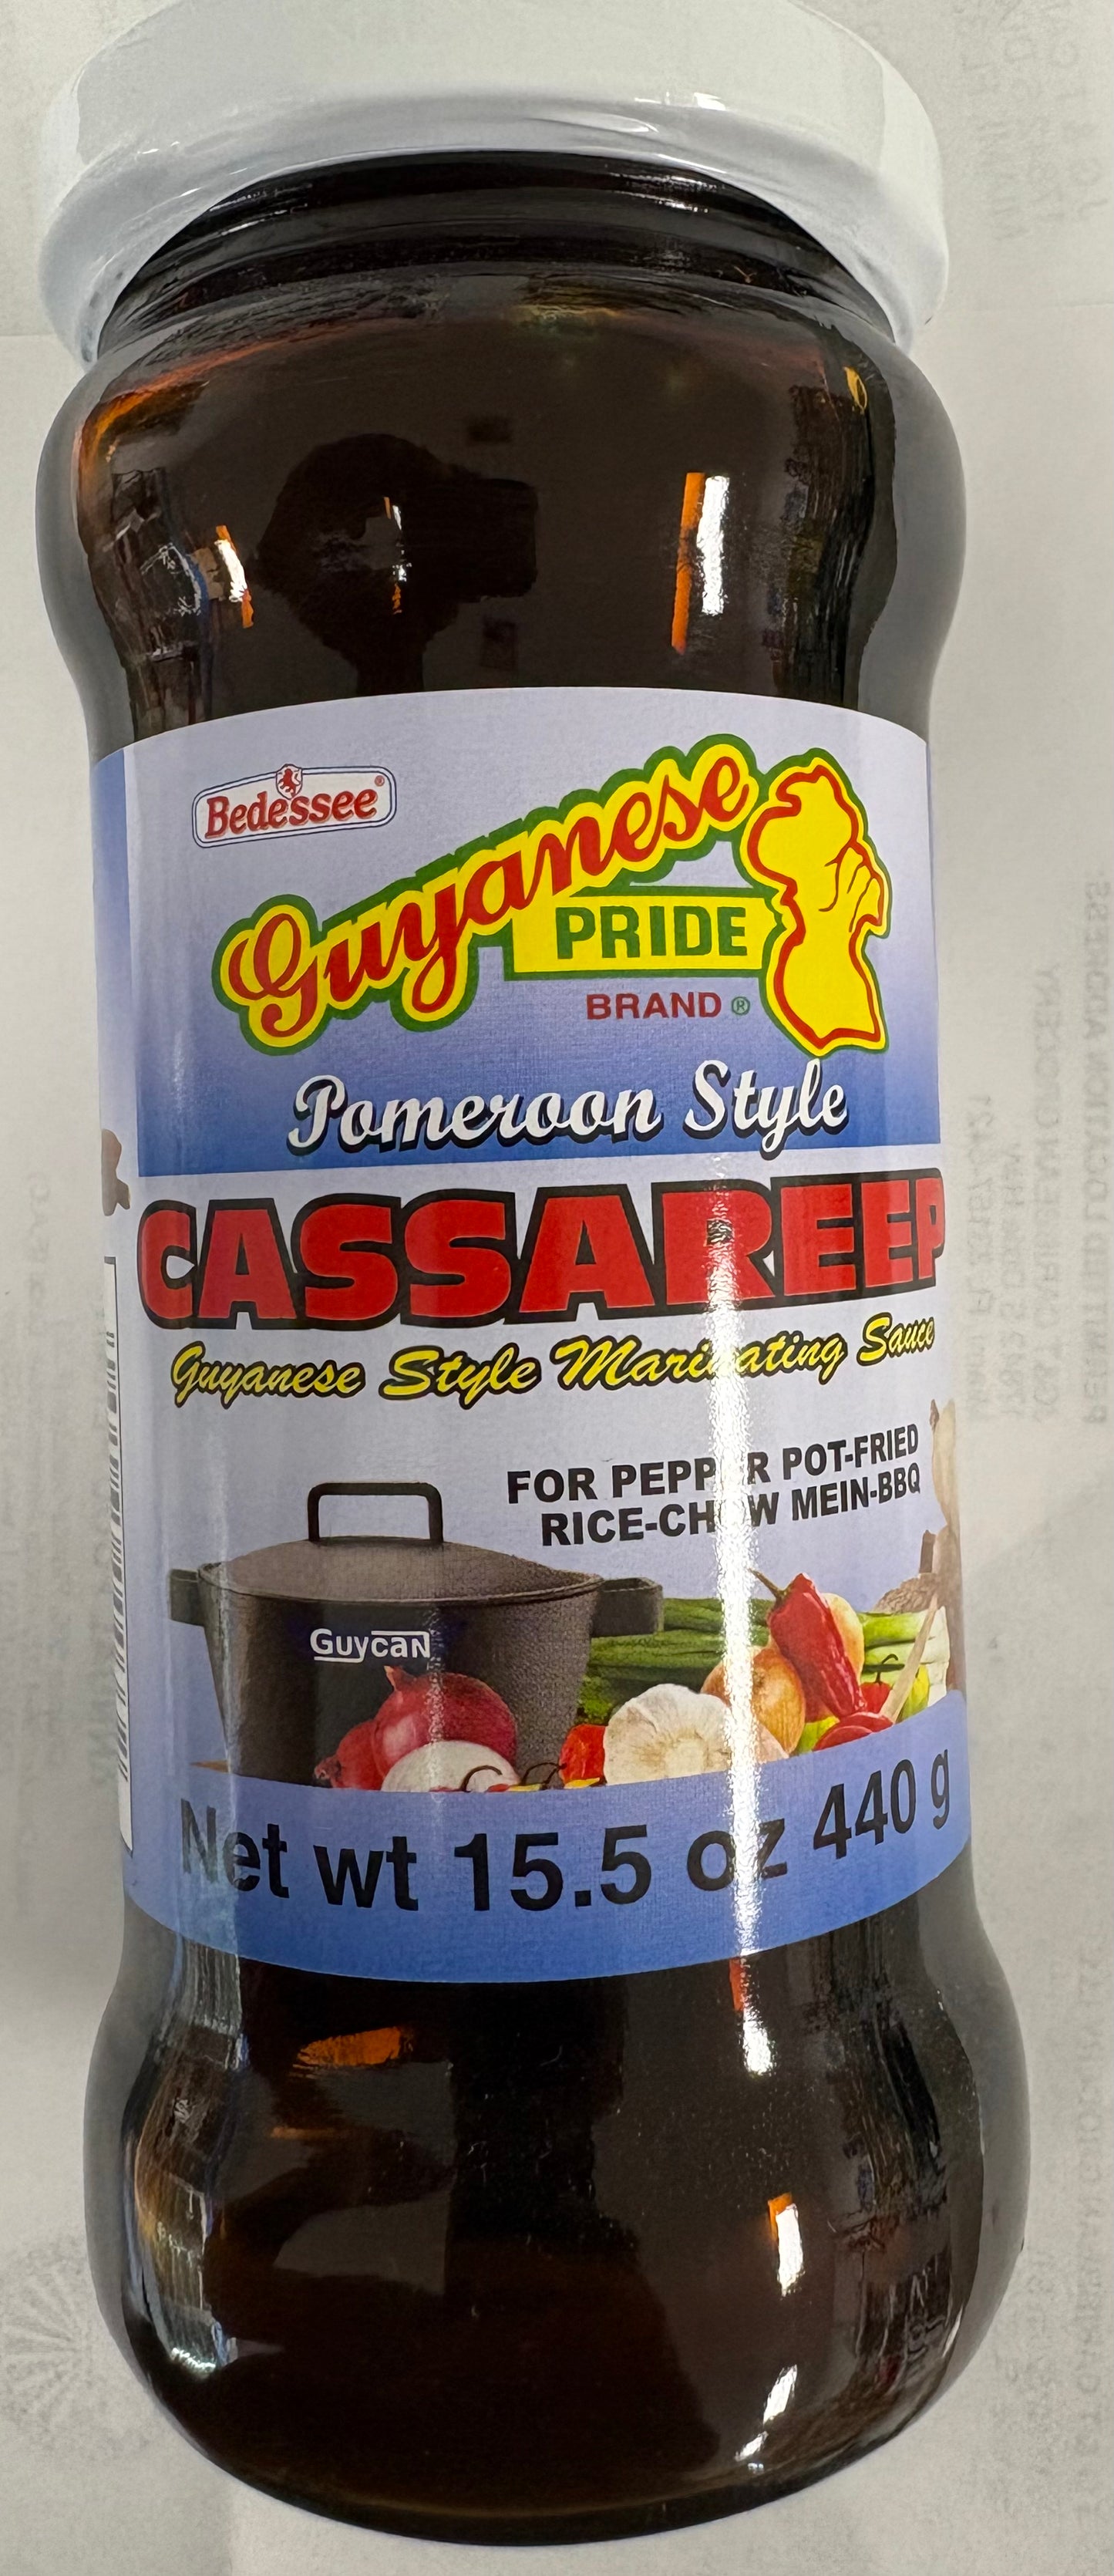 Bedessee®
Guyanese
PRIDE
BRAND ®
Pomeroon Style
CASSAREEP
Guyanese Style Marinating Sauce
FOR PEPPER POT-FRIED
RICE-CHOW MEIN-BBQ
Guycan
Net wt 15.5 oz 440 g